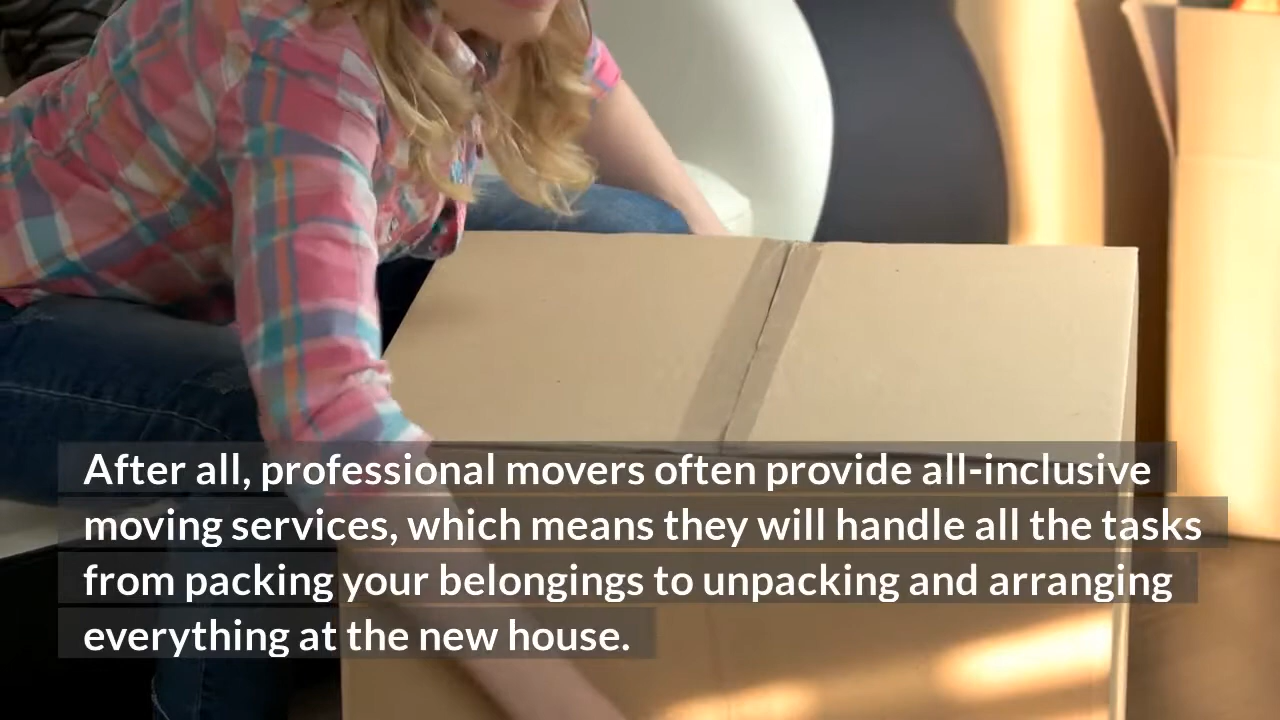 After all, professional movers often provide all-inclusive
moving services, which means they will handle all the tasks
from packing your belongings to unpacking and arranging
everything at the new house.